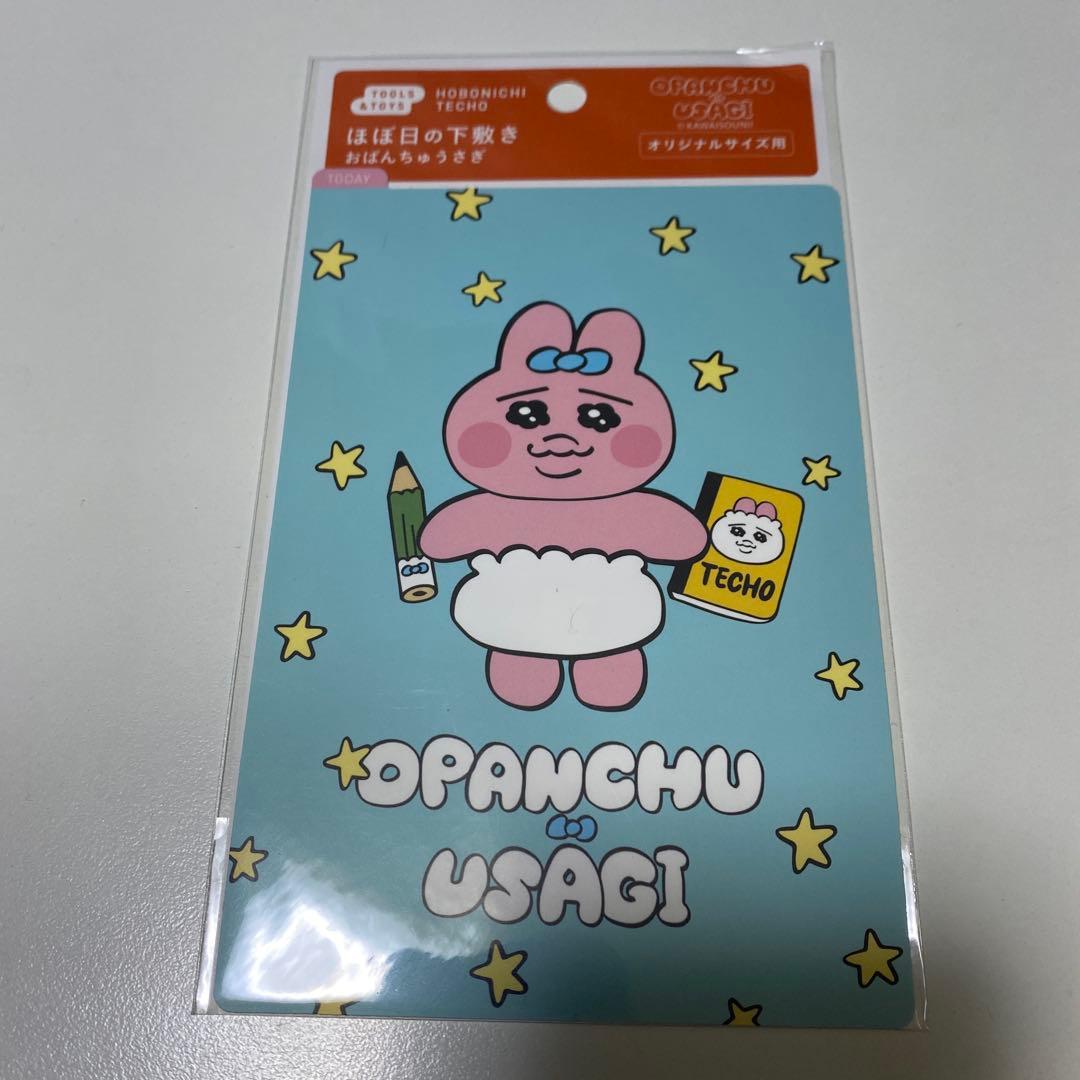 TOOLS
& TOYS
HOBONICHI
TECHO
ほぼ日の下敷き
おぱんちゅうさぎ
OPANCHU
USAGI
© KAWAISOUNI!
オリジナルサイズ用
TODAY
TECHO
OPANCHU
USAGI